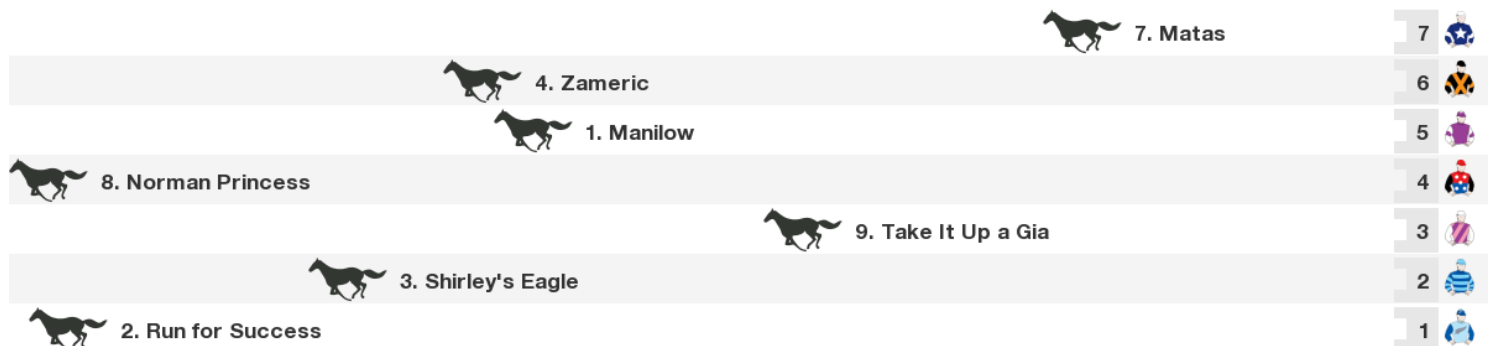 7. Matas 7
4. Zameric 6
1. Manilow 5
8. Norman Princess 4
9. Take It Up a Gia 3
3. Shirley's Eagle 2
2. Run for Success 1